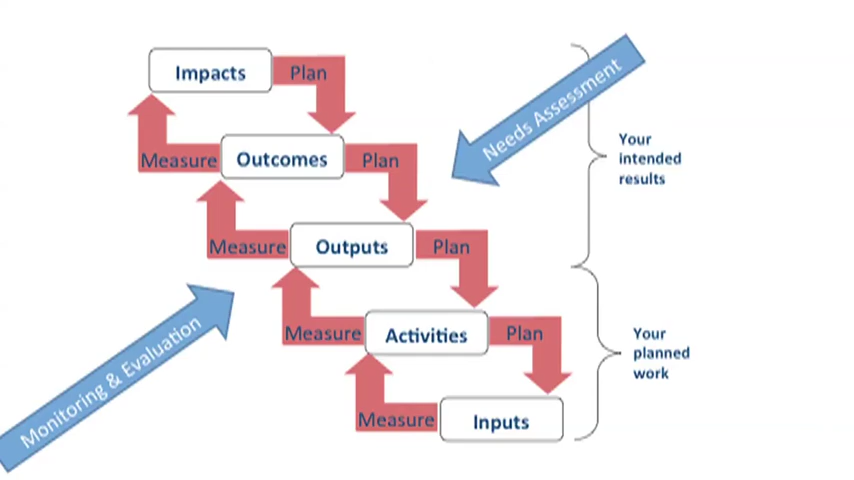 Impacts
Plan
Needs Assessment
Measure
Outcomes
Plan
Your
intended
results
Measure
Outputs
Plan
Monitoring & Evaluation
Measure
Activities
Plan
Your
planned
work
Measure
Inputs